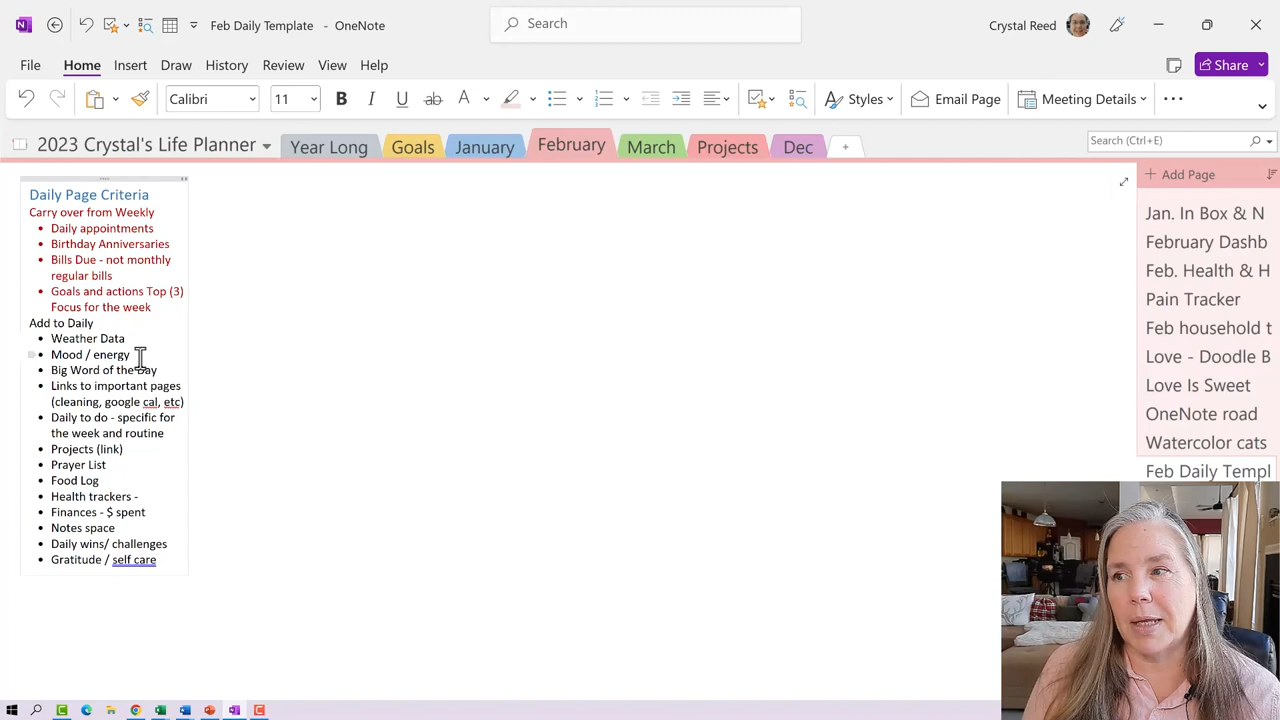 Feb Daily Template - OneNote
Search
Crystal Reed
File Home Insert Draw History Review View Help
Share
Calibri
11
B I U ab A
Styles
Email Page
Meeting Details
2023 Crystal's Life Planner
Year Long
Goals
January
February
March
Projects
Dec
+
Search (Ctrl+E)
Daily Page Criteria
Carry over from Weekly
• Daily appointments
• Birthday Anniversaries
• Bills Due - not monthly
regular bills
• Goals and actions Top (3)
Focus for the week
Add to Daily
• Weather Data
• Mood / energy
• Big Word of the Day
• Links to important pages
(cleaning, google cal, etc)
• Daily to do - specific for
the week and routine
• Projects (link)
• Prayer List
• Food Log
• Health trackers -
• Finances - $ spent
• Notes space
• Daily wins/ challenges
• Gratitude / self care
+ Add Page
Jan. In Box & N
February Dashb
Feb. Health & H
Pain Tracker
Feb household t
Love - Doodle B
Love Is Sweet
OneNote road
Watercolor cats
Feb Daily Templ